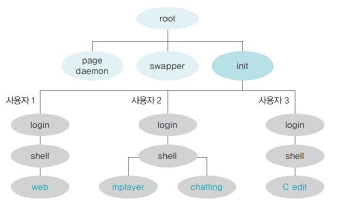 root
page
daemon
swapper
init
사용자 1
사용자 2
사용자 3
login
login
login
shell
shell
shell
web
mplayer
chatting
C edit